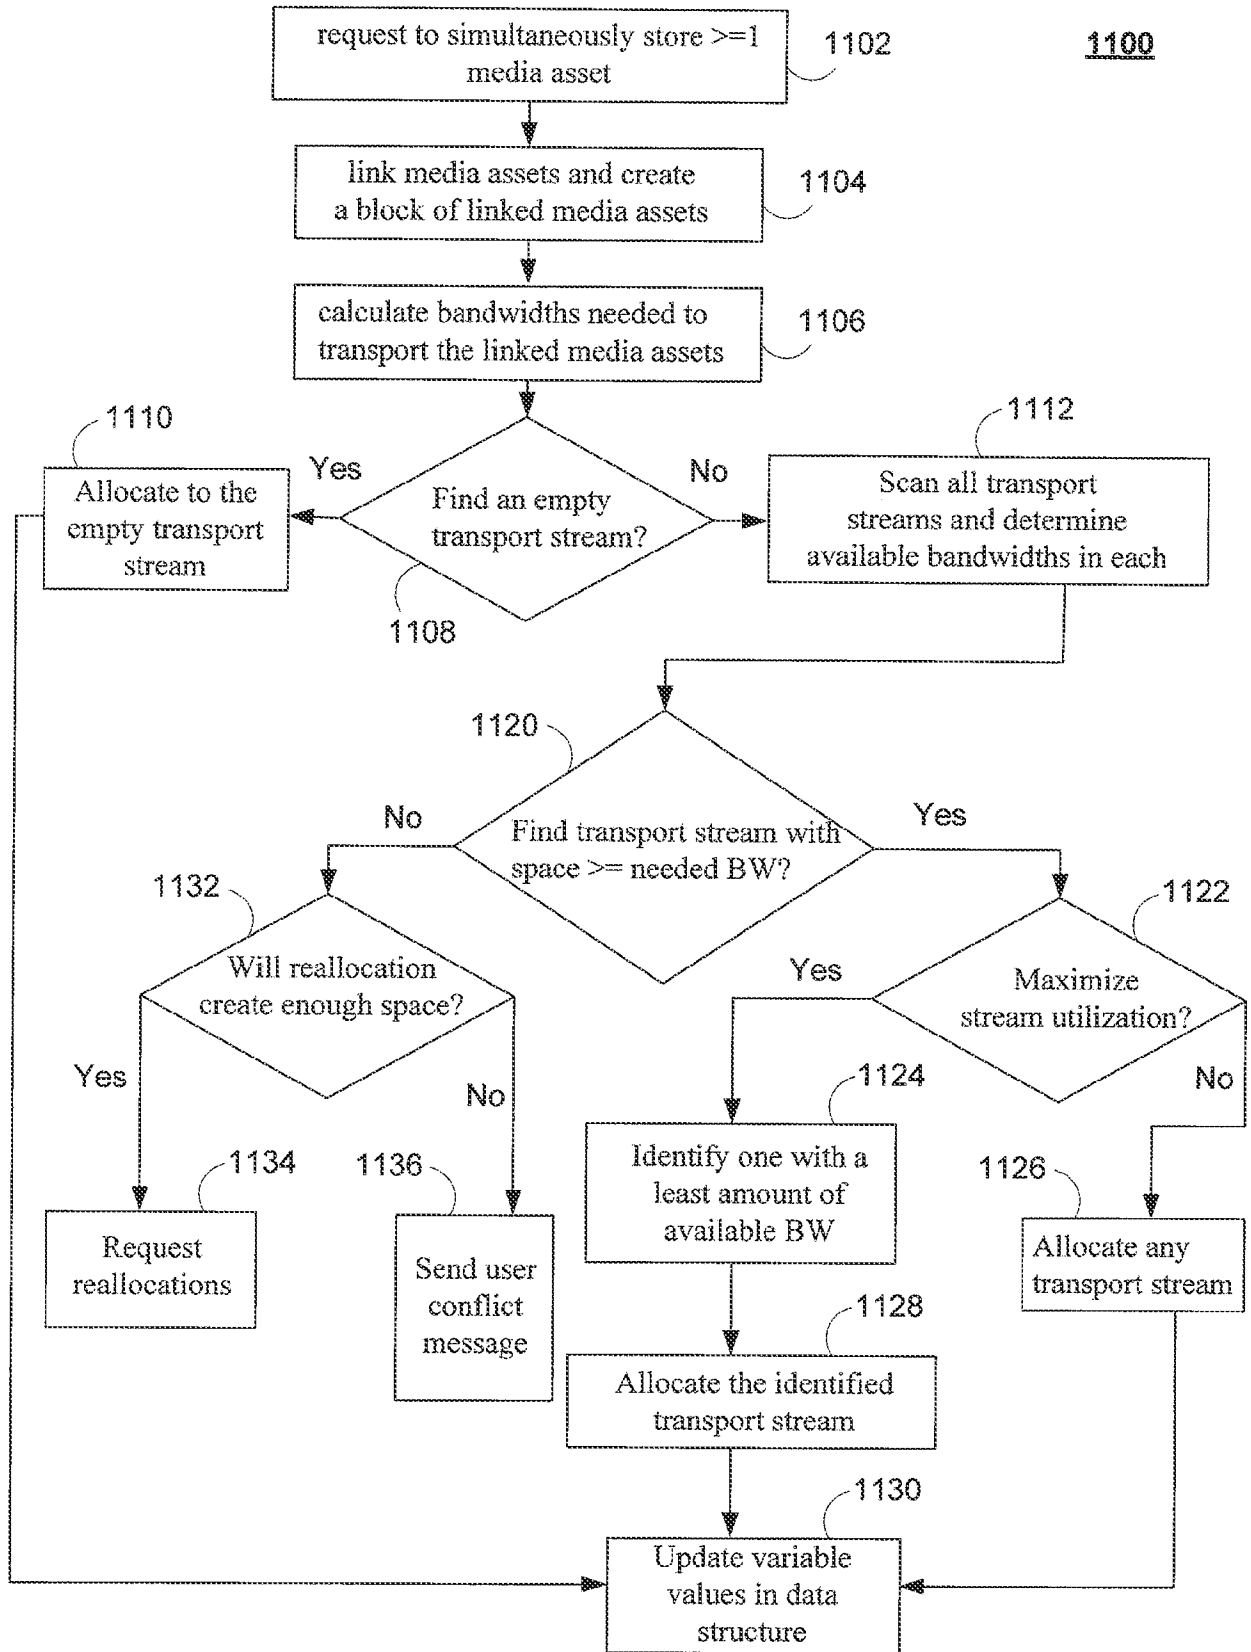 request to simultaneously store >=1
media asset
1102
1100
link media assets and create
a block of linked media assets
1104
calculate bandwidths needed to
transport the linked media assets
1106
1110
Allocate to the
empty transport
stream
Yes
Find an empty
transport stream?
1108
No
1112
Scan all transport
streams and determine
available bandwidths in each
1120
Find transport stream with
space >= needed BW?
No
Yes
1132
Will reallocation
create enough space?
1122
Maximize
stream utilization?
Yes
No
Yes
No
1134
Request
reallocations
1136
Send user
conflict
message
1124
Identify one with a
least amount of
available BW
1126
Allocate any
transport stream
1128
Allocate the identified
transport stream
1130
Update variable
values in data
structure